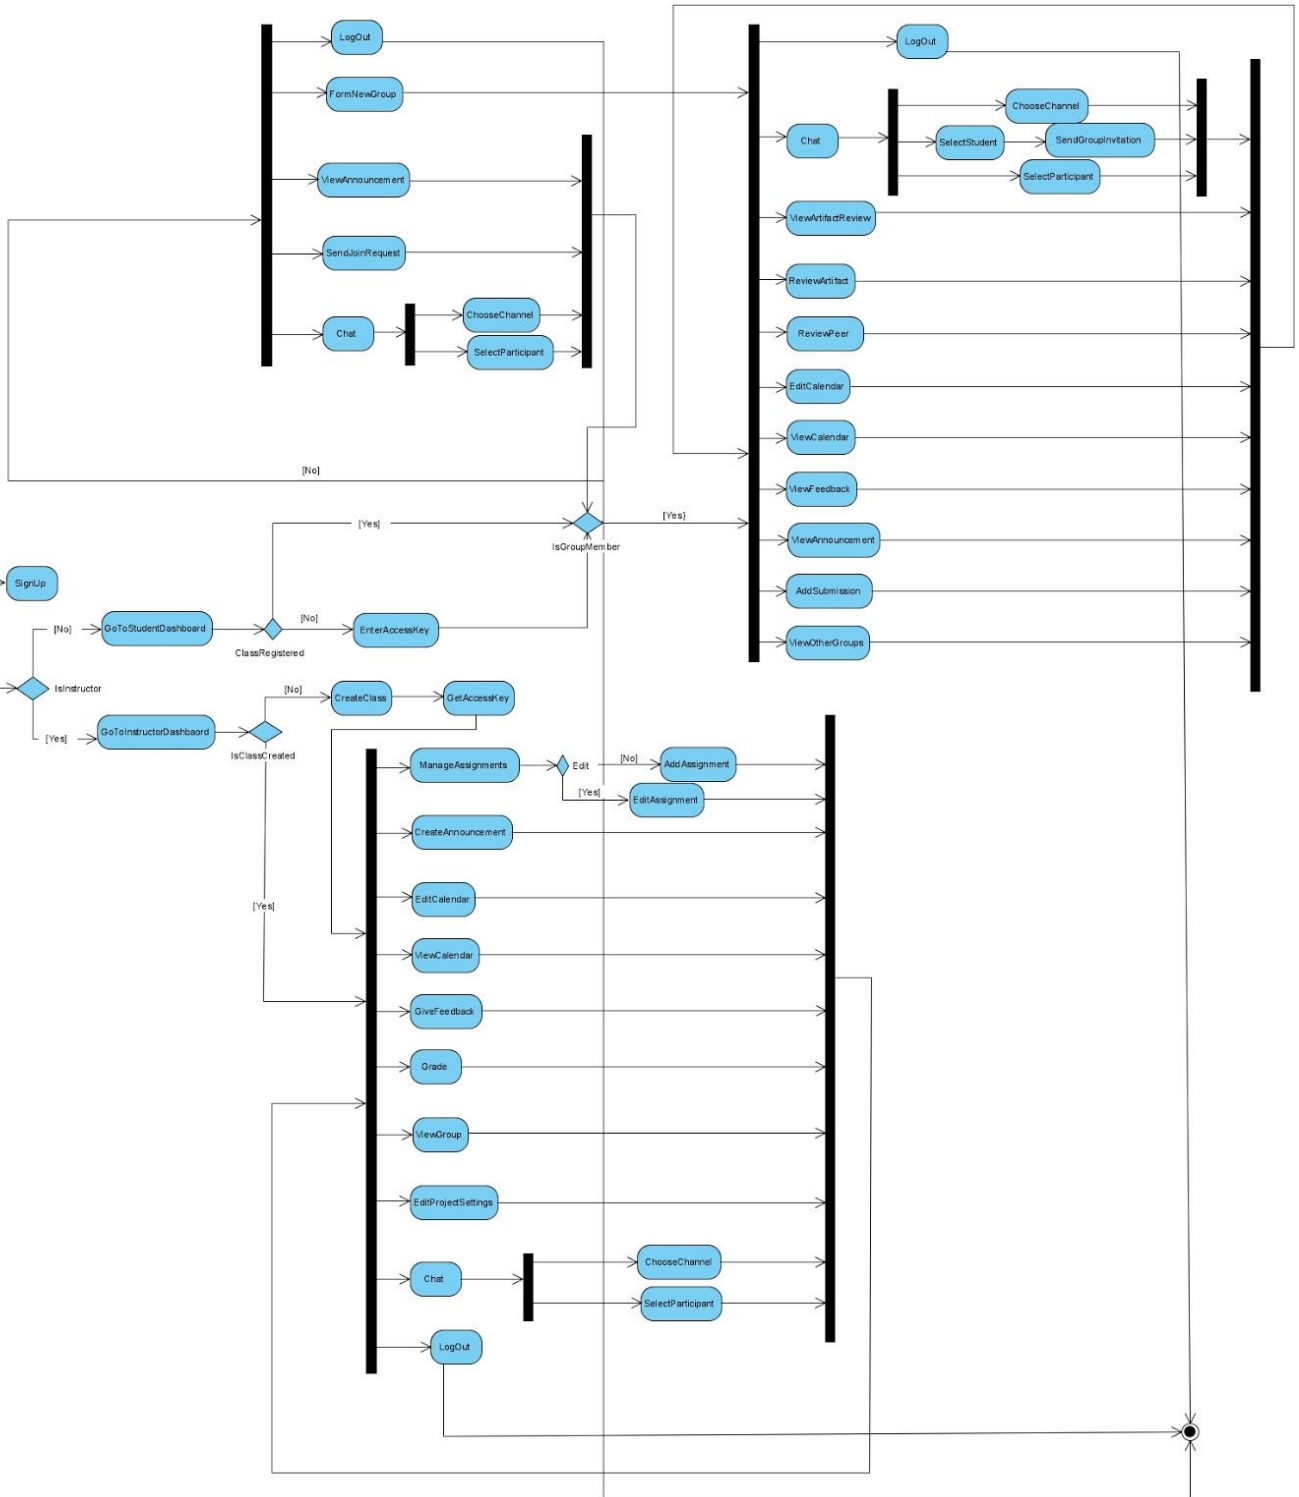 LogOut
FormNewGroup
ViewAnnouncement
SendJoinRequest
Chat
ChooseChannel
SelectParticipant
[No]
LogOut
Chat
ChooseChannel
SelectStudent
SendGroupInvitation
SelectParticipant
ViewArtifactReview
ReviewArtifact
ReviewPeer
EditCalendar
ViewCalendar
ViewFeedback
ViewAnnouncement
AddSubmission
ViewOtherGroups
[Yes]
IsGroupMember
[Yes}
SignUp
[No]
GoToStudentDashboard
ClassRegistered
[No]
EnterAccessKey
IsInstructor
[Yes]
GoToInstructorDashbaord
IsClassCreated
[No]
CreateClass
GetAccessKey
[Yes]
ManageAssignments
Edit
[No]
AddAssignment
[Yes]
EditAssignment
CreateAnnouncement
EditCalendar
ViewCalendar
GiveFeedback
Grade
ViewGroup
EditProjectSettings
Chat
ChooseChannel
SelectParticipant
LogOut